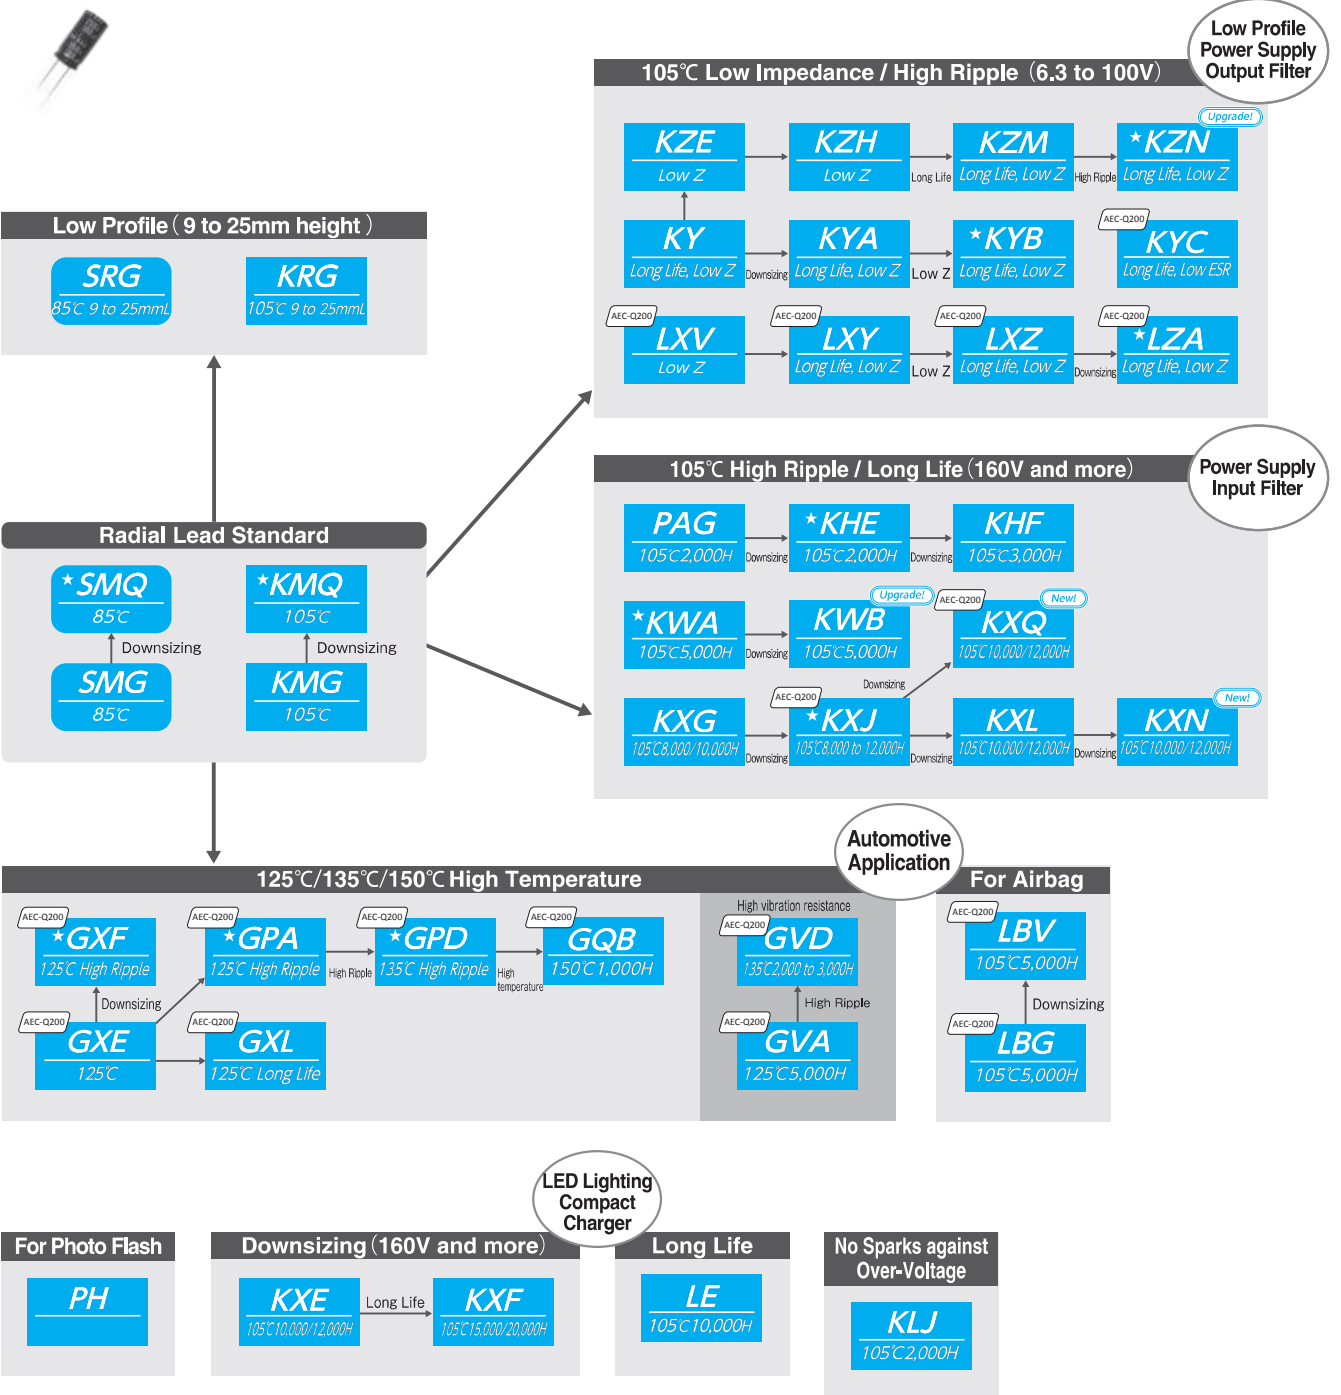 Low Profile
Power Supply
Output Filter
105℃ Low Impedance / High Ripple (6.3 to 100V)
Upgrade!
KZE
Low Z
KZH
Low Z
Long Life
KZM
Long Life, Low Z
High Ripple
★KZN
Long Life, Low Z
KY
Long Life, Low Z
Downsizing
KYA
Long Life, Low Z
Low Z
★KYB
Long Life, Low Z
AEC-Q200
KYC
Long Life, Low ESR
AEC-Q200
LXV
Low Z
AEC-Q200
LXY
Long Life, Low Z
Low Z
AEC-Q200
LXZ
Long Life, Low Z
Downsizing
AEC-Q200
★LZA
Long Life, Low Z
Low Profile (9 to 25mm height)
SRG
85℃ 9 to 25mmL
KRG
105℃ 9 to 25mmL
Radial Lead Standard
★SMQ
85℃
Downsizing
SMG
85℃
★KMQ
105℃
Downsizing
KMG
105℃
Power Supply
Input Filter
105℃ High Ripple / Long Life (160V and more)
PAG
105℃2,000H
Downsizing
★KHE
105℃2,000H
Downsizing
KHF
105℃3,000H
★KWA
105℃5,000H
Downsizing
Upgrade!
KWB
105℃5,000H
AEC-Q200
New!
KXQ
105℃10,000/12,000H
Downsizing
KXG
105℃8,000/10,000H
Downsizing
AEC-Q200
★KXJ
105℃8,000 to 12,000H
Downsizing
KXL
105℃10,000/12,000H
Downsizing
New!
KXN
105℃10,000/12,000H
Automotive
Application
125℃/135℃/150℃ High Temperature
AEC-Q200
★GXF
125℃ High Ripple
Downsizing
AEC-Q200
GXE
125℃
AEC-Q200
★GPA
125℃ High Ripple
High Ripple
AEC-Q200
★GPD
135℃ High Ripple
High
temperature
AEC-Q200
GQB
150℃1,000H
AEC-Q200
GXL
125℃ Long Life
High vibration resistance
AEC-Q200
GVD
135℃2,000 to 3,000H
High Ripple
AEC-Q200
GVA
125℃5,000H
For Airbag
AEC-Q200
LBV
105℃5,000H
Downsizing
AEC-Q200
LBG
105℃5,000H
LED Lighting
Compact
Charger
For Photo Flash
PH
Downsizing (160V and more)
KXE
105℃10,000/12,000H
Long Life
KXF
105℃15,000/20,000H
Long Life
LE
105℃10,000H
No Sparks against
Over-Voltage
KLJ
105℃2,000H